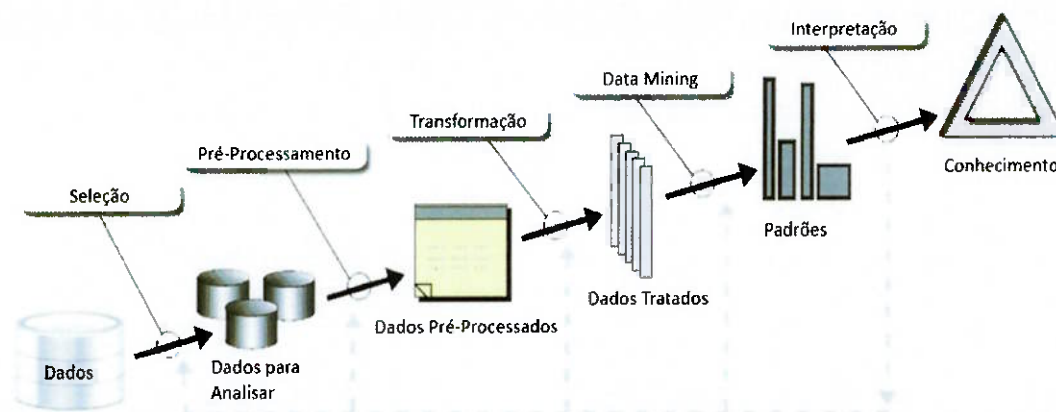 Interpretação
Data Mining
Transformação
Pré-Processamento
Seleção
Conhecimento
Padrões
Dados Tratados
Dados Pré-Processados
Dados para
Analisar
Dados